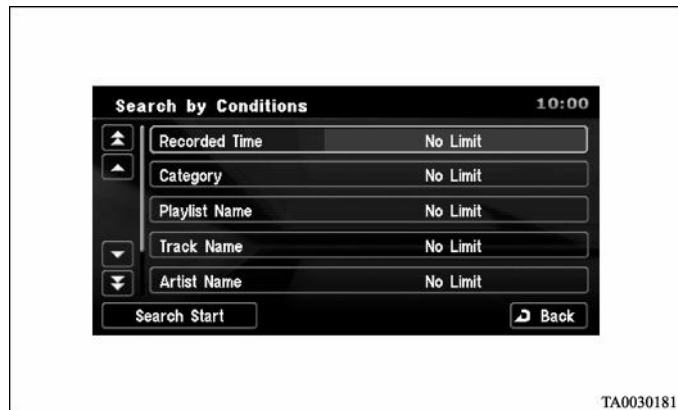 Search by Conditions 10:00
Recorded Time No Limit
Category No Limit
Playlist Name No Limit
Track Name No Limit
Artist Name No Limit
Search Start Back
TA0030181